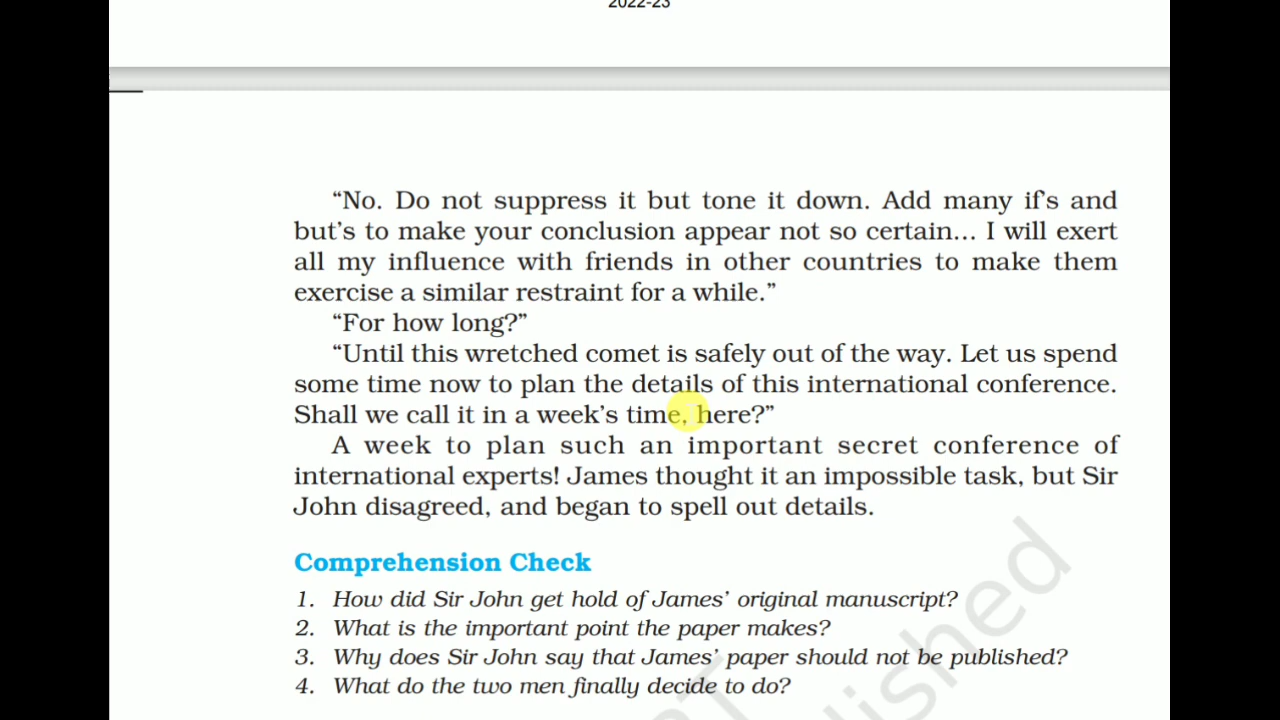 2022-23
“No. Do not suppress it but tone it down. Add many if’s and
but’s to make your conclusion appear not so certain... I will exert
all my influence with friends in other countries to make them
exercise a similar restraint for a while.”
“For how long?”
“Until this wretched comet is safely out of the way. Let us spend
some time now to plan the details of this international conference.
Shall we call it in a week’s time, here?”
A week to plan such an important secret conference of
international experts! James thought it an impossible task, but Sir
John disagreed, and began to spell out details.
Comprehension Check
1. How did Sir John get hold of James’ original manuscript?
2. What is the important point the paper makes?
3. Why does Sir John say that James’ paper should not be published?
4. What do the two men finally decide to do?